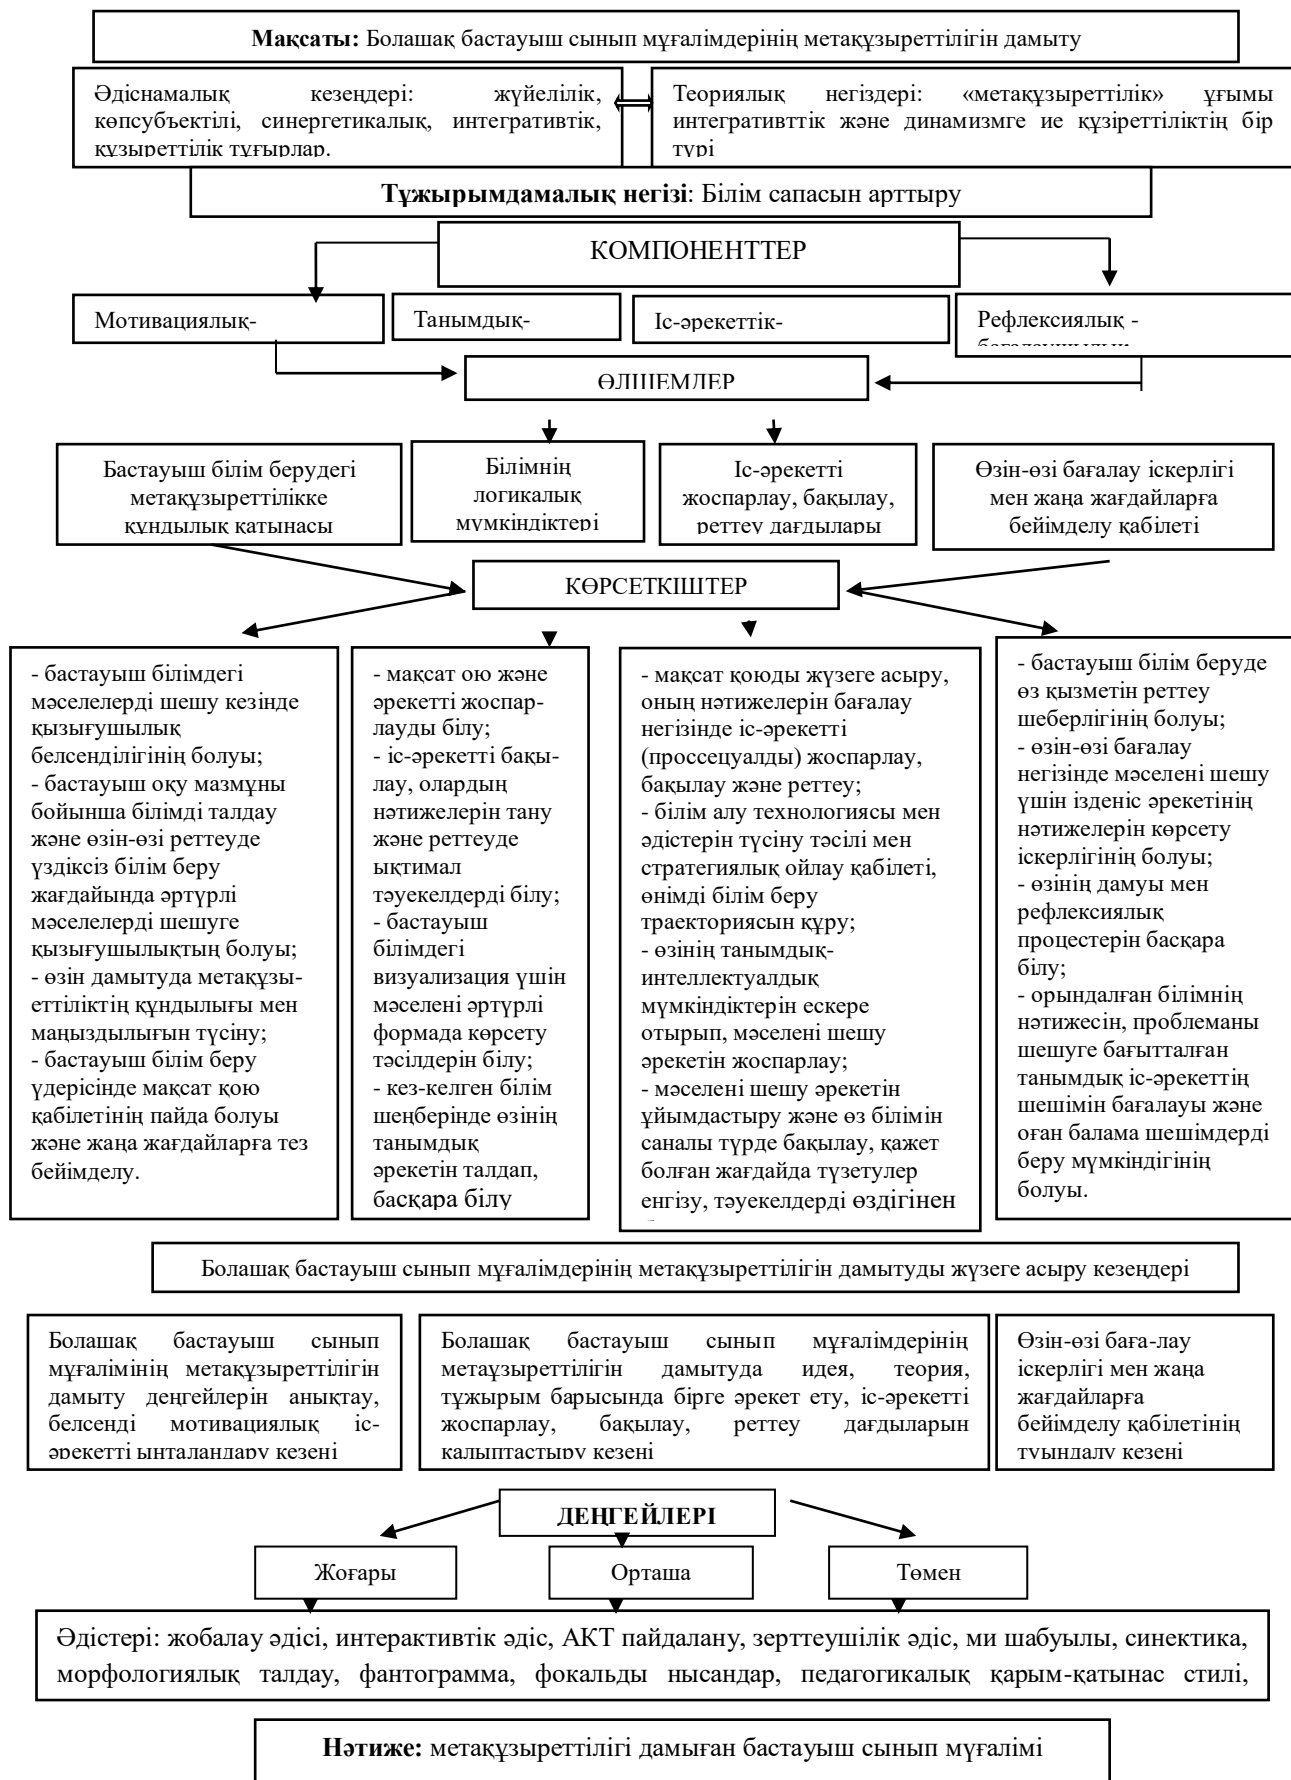 Мақсаты: Болашақ бастауыш сынып мұғалімдерінің метақұзыреттілігін дамыту
Әдіснамалық кезеңдері: жүйелілік,
көпсубъектілі, синергетикалық, интегративтік,
құзыреттілік тұғырлар.
Теориялық негіздері: «метақұзыреттілік» ұғымы
интегративттік және динамизмге ие құзіреттіліктің бір
түрі
Тұжырымдамалық негізі: Білім сапасын арттыру
КОМПОНЕНТТЕР
Мотивациялық-
Танымдық-
Іс-әрекеттік-
Рефлексиялық -
бағалаушылық
ӨЛШЕМДЕР
Бастауыш білім берудегі
метақұзыреттілікке
құндылық қатынасы
Білімнің
логикалық
мүмкіндіктері
Іс-әрекетті
жоспарлау, бақылау,
реттеу дағдылары
Өзін-өзі бағалау іскерлігі
мен жаңа жағдайларға
бейімделу қабілеті
КӨРСЕТКІШТЕР
- бастауыш білімдегі
мәселелерді шешу кезінде
қызығушылық
белсенділігінің болуы;
- бастауыш оқу мазмұны
бойынша білімді талдау
және өзін-өзі реттеуде
үздіксіз білім беру
жағдайында әртүрлі
мәселелерді шешуге
қызығушылықтың болуы;
- өзін дамытуда метақұзы-
еттіліктің құндылығы мен
маңыздылығын түсіну;
- бастауыш білім беру
үдерісінде мақсат қою
қабілетінің пайда болуы
және жаңа жағдайларға тез
бейімделу.
- мақсат ою және
әрекетті жоспар-
лауды білу;
- іс-әрекетті бақы-
лау, олардың
нәтижелерін тану
және реттеуде
ықтимал
тәуекелдерді білу;
- бастауыш
білімдегі
визуализация үшін
мәселені әртүрлі
формада көрсету
тәсілдерін білу;
- кез-келген білім
шеңберінде өзінің
танымдық
әрекетін талдап,
басқара білу
- мақсат қоюды жүзеге асыру,
оның нәтижелерін бағалау
негізінде іс-әрекетті
(проссецуалды) жоспарлау,
бақылау және реттеу;
- білім алу технологиясы мен
әдістерін түсіну тәсілі мен
стратегиялық ойлау қабілеті,
өнімді білім беру
траекториясын құру;
- өзінің танымдық-
интеллектуалдық
мүмкіндіктерін ескере
отырып, мәселені шешу
әрекетін жоспарлау;
- мәселені шешу әрекетін
ұйымдастыру және өз білімін
саналы түрде бақылау, қажет
болған жағдайда түзетулер
енгізу, тәуекелдерді өздігінен
- бастауыш білім беруде
өз қызметін реттеу
шеберлігінің болуы;
- өзін-өзі бағалау
негізінде мәселені шешу
үшін ізденіс әрекетінің
нәтижелерін көрсету
іскерлігінің болуы;
- өзінің дамуы мен
рефлексиялық
процестерін басқара
білу;
- орындалған білімнің
нәтижесін, проблеманы
шешуге бағытталған
танымдық іс-әрекеттің
шешімін бағалауы және
оған балама шешімдерді
беру мүмкіндігінің
болуы.
Болашақ бастауыш сынып мұғалімдерінің метақұзыреттілігін дамытуды жүзеге асыру кезеңдері
Болашақ бастауыш сынып
мұғалімінің метақұзыреттілігін
дамыту деңгейлерін анықтау,
белсенді мотивациялық іс-
әрекетті ынталандару кезені
Болашақ бастауыш сынып мұғалімдерінің
метаұзыреттілігін дамытуда идея, теория,
тұжырым барысында бірге әрекет ету, іс-әрекетті
жоспарлау, бақылау, реттеу дағдыларын
калыптастыру кезені
Өзін-өзі баға-лау
іскерлігі мен жаңа
жағдайларға
бейімделу қабілетінің
туындалу кезені
ДЕҢГЕЙЛЕРІ
Жоғары
Орташа
Төмен
Әдістері: жобалау әдісі, интерактивтік әдіс, АКТ пайдалану, зерттеушілік әдіс, ми шабуылы, синектика,
морфологиялық талдау, фантограмма, фокальды нысандар, педагогикалық қарым-қатынас стилі,
Нәтиже: метақұзыреттілігі дамыған бастауыш сынып мүғалімі